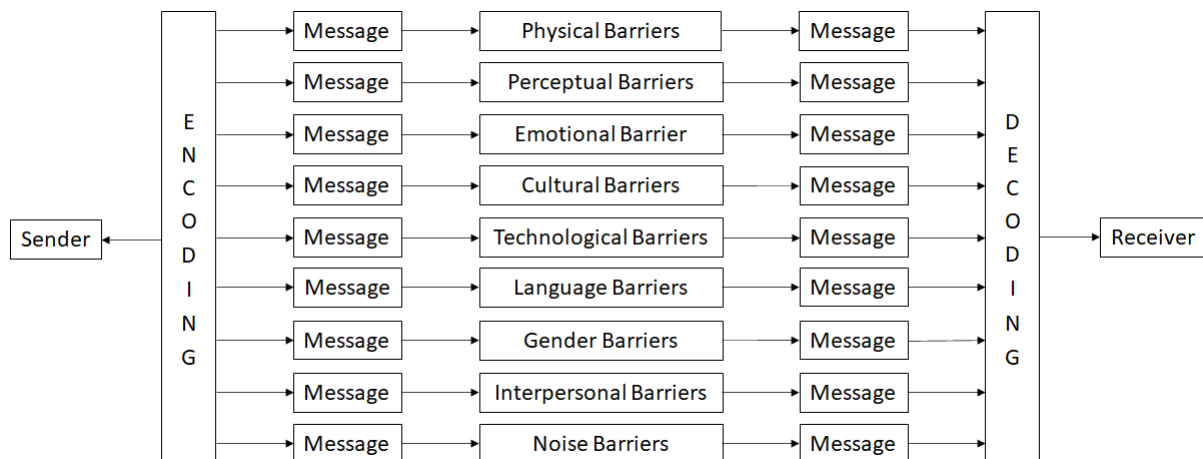 Message Physical Barriers Message
Message Perceptual Barriers Message
Message Emotional Barrier Message
Message Cultural Barriers Message
Sender
ENCODING
Message Technological Barriers Message
DECODING
Receiver
Message Language Barriers Message
Message Gender Barriers Message
Message Interpersonal Barriers Message
Message Noise Barriers Message